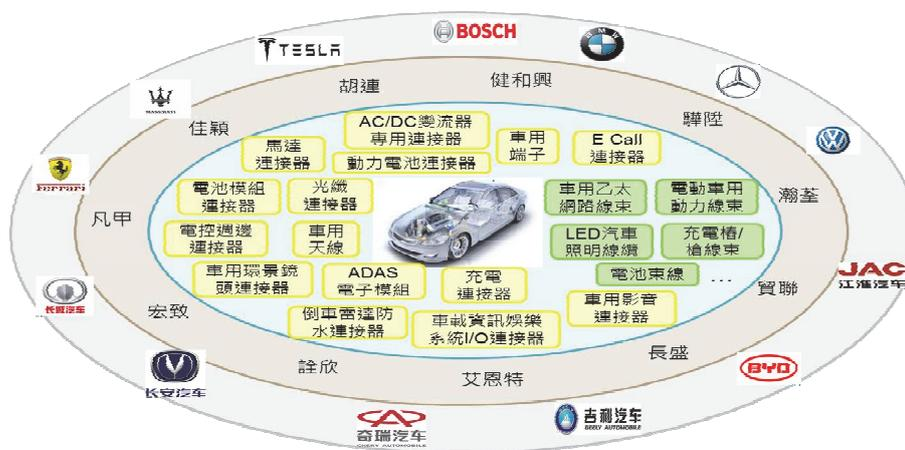 BOSCH
TESLA
BMW
MASERATI
Ferrari
长城汽车
长安汽车
奇瑞汽车
CHERY AUTOMOBILE
吉利汽车
GEELY AUTOMOBILE
BYD
JAC
江淮汽车
胡連
健和興
驊陞
瀚荃
貿聯
長盛
艾恩特
詮欣
宏致
凡甲
佳穎
AC/DC變流器
專用連接器
馬達
連接器
動力電池連接器
車用
端子
E Call
連接器
電池模組
連接器
光纖
連接器
車用乙太
網路線束
電動車用
動力線束
電控週邊
連接器
車用
天線
LED汽車
照明線纜
充電樁/
槍線束
車用環景鏡
頭連接器
ADAS
電子模組
充電
連接器
電池束線
...
倒車雷達防
水連接器
車載資訊娛樂
系統I/O連接器
車用影音
連接器